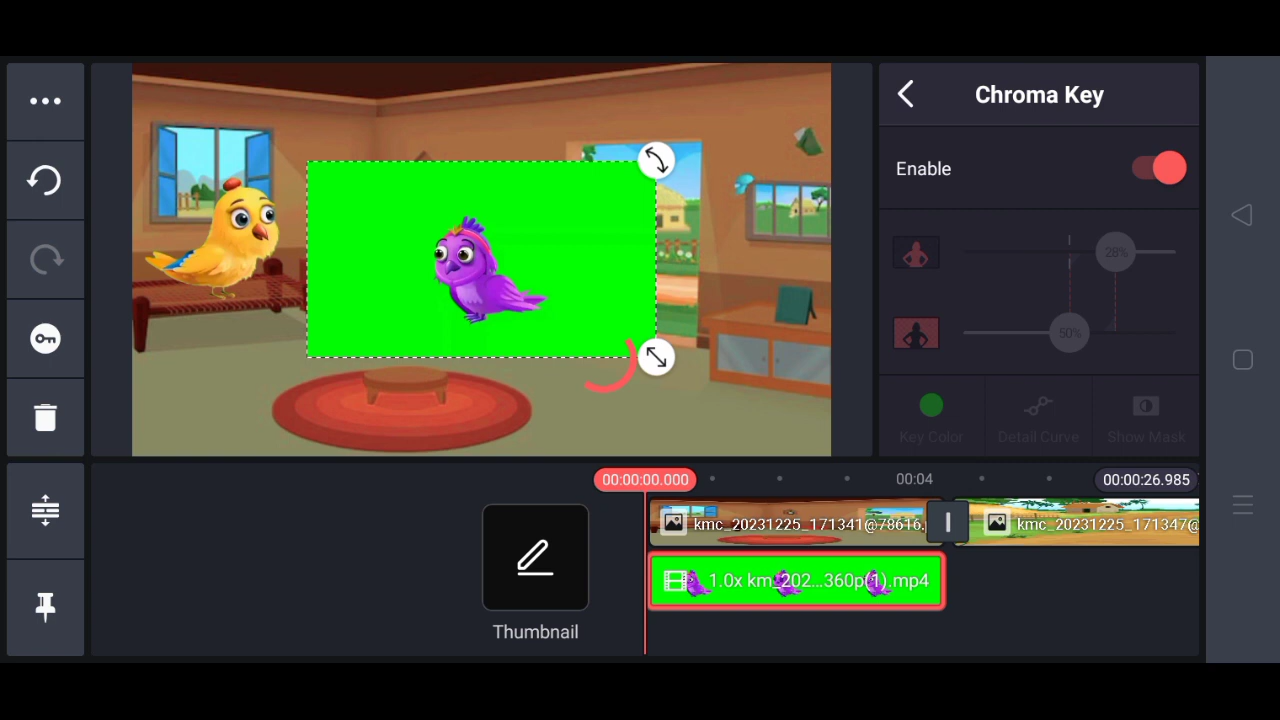 Chroma Key
Enable
28%
50%
Key Color
Detail Curve
Show Mask
00:00:00.000
00:04
00:00:26.985
kmc_20231225_171341@78616.
kmc_20231225_171347@
1.0x km_202...360p(1).mp4
Thumbnail